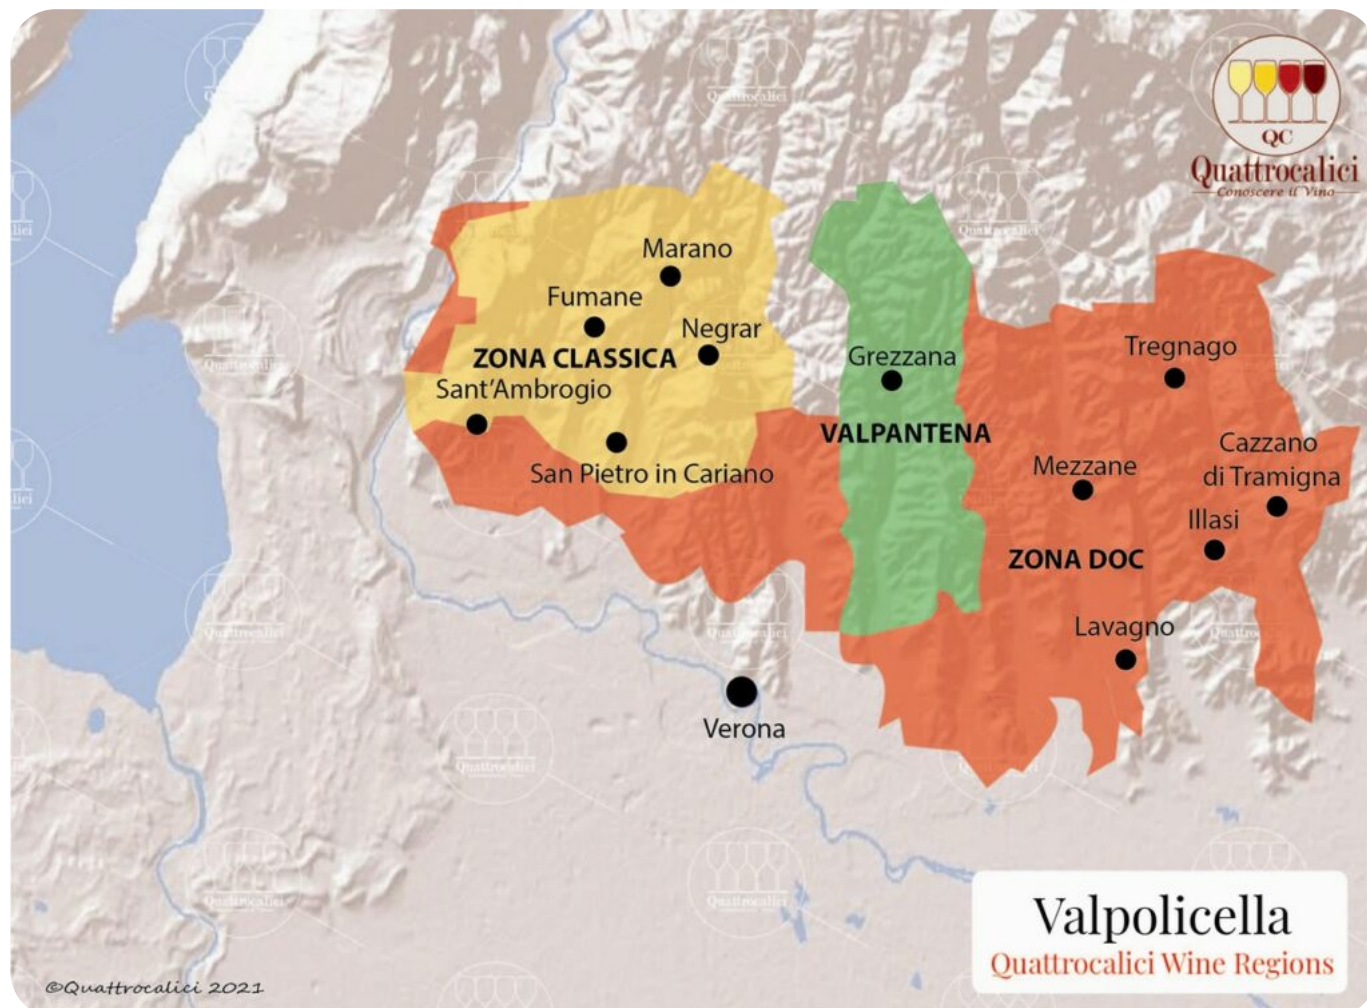 QC
Quattrocalici
Conoscere il Vino
Marano
Fumane
Negrar
ZONA CLASSICA
Sant'Ambrogio
San Pietro in Cariano
Grezzana
VALPANTENA
Tregnago
Cazzano
di Tramigna
Mezzane
Illasi
ZONA DOC
Lavagno
Verona
Valpolicella
Quattrocalici Wine Regions
©Quattrocalici 2021